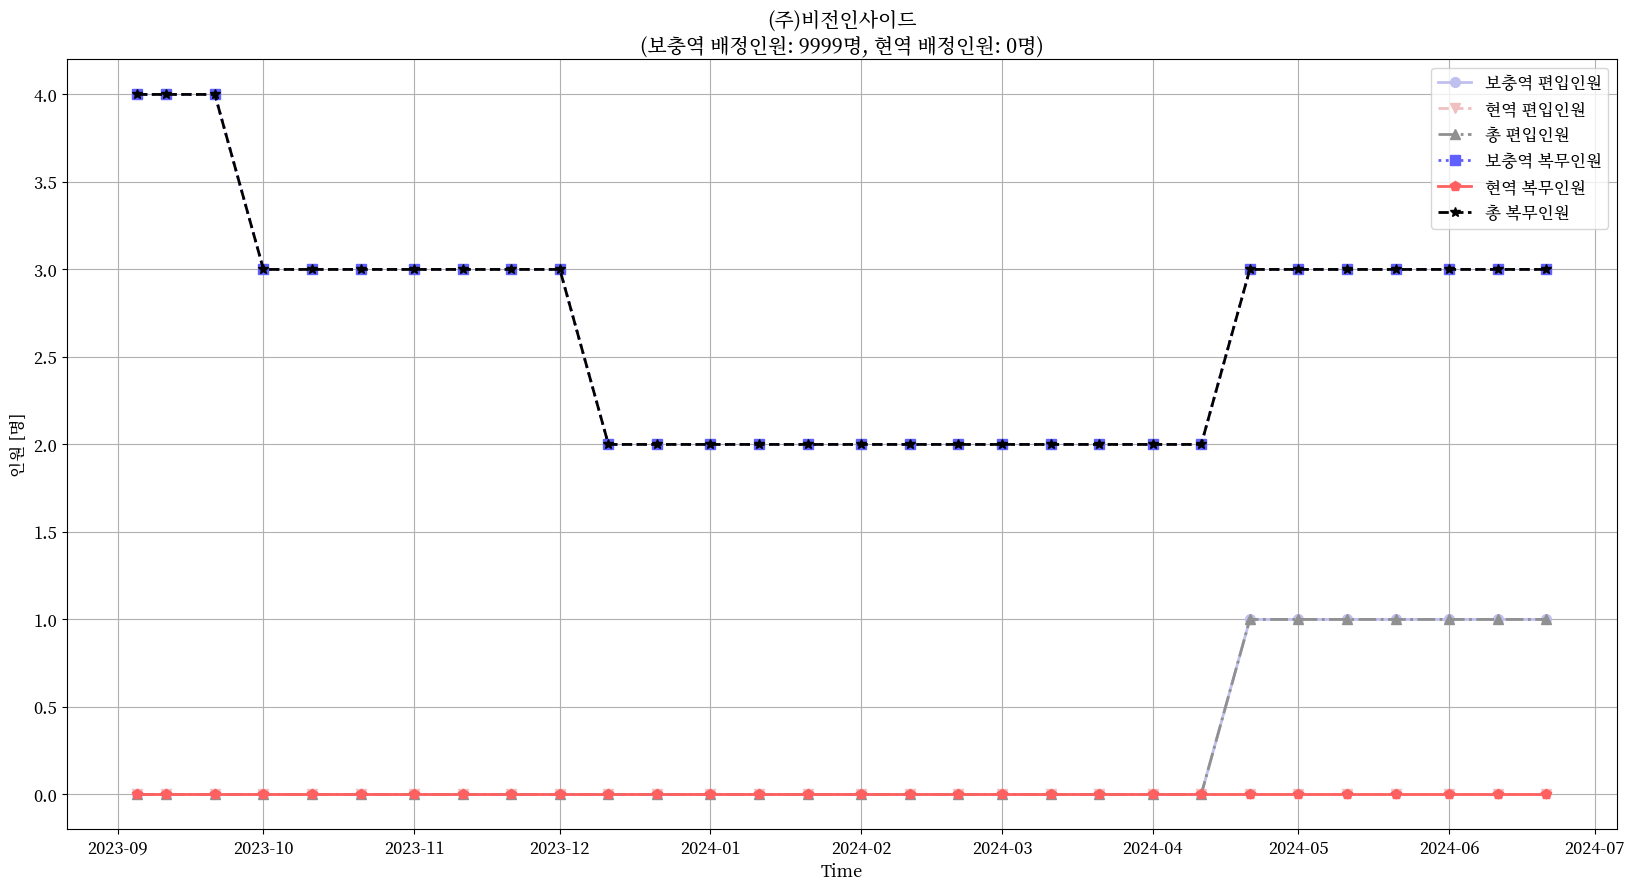 (주)비전인사이드
(보충역 배정인원: 9999명, 현역 배정인원: 0명)
보충역 편입인원
현역 편입인원
총 편입인원
보충역 복무인원
현역 복무인원
총 복무인원
인원 [명]
4.0
3.5
3.0
2.5
2.0
1.5
1.0
0.5
0.0
2023-09 2023-10 2023-11 2023-12 2024-01 2024-02 2024-03 2024-04 2024-05 2024-06 2024-07
Time